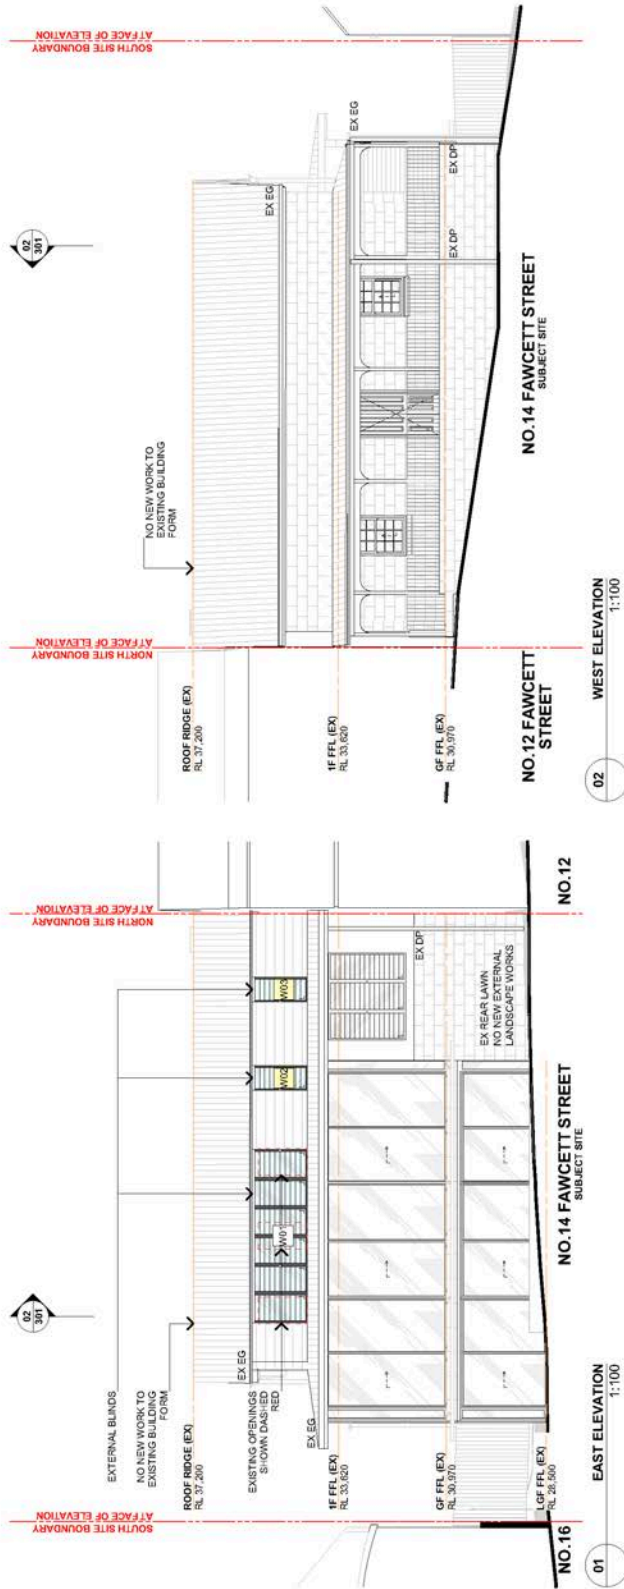 SOUTH SITE BOUNDARY
AT FACE OF ELEVATION
02
301
NORTH SITE BOUNDARY
AT FACE OF ELEVATION
EXTERNAL BLINDS
NO NEW WORK TO
EXISTING BUILDING
FORM
ROOF RIDGE (EX)
RL 37,200
EX EG
EXISTING OPENINGS
SHOWN DASHED
RED
W01
W02
W03
EX EG
1F FFL (EX)
RL 33,620
EX DP
GF FFL (EX)
RL 30,970
EX REAR LAWN
NO NEW EXTERNAL
LANDSCAPE WORKS
LGF FFL (EX)
RL 28,500
NO.16
NO.14 FAWCETT STREET
SUBJECT SITE
NO.12
01
EAST ELEVATION
1:100
NORTH SITE BOUNDARY
AT FACE OF ELEVATION
02
301
SOUTH SITE BOUNDARY
AT FACE OF ELEVATION
NO NEW WORK TO
EXISTING BUILDING
FORM
ROOF RIDGE (EX)
RL 37,200
EX EG
1F FFL (EX)
RL 33,620
EX EG
GF FFL (EX)
RL 30,970
EX DP
EX DP
NO.12 FAWCETT
STREET
NO.14 FAWCETT STREET
SUBJECT SITE
02
WEST ELEVATION
1:100